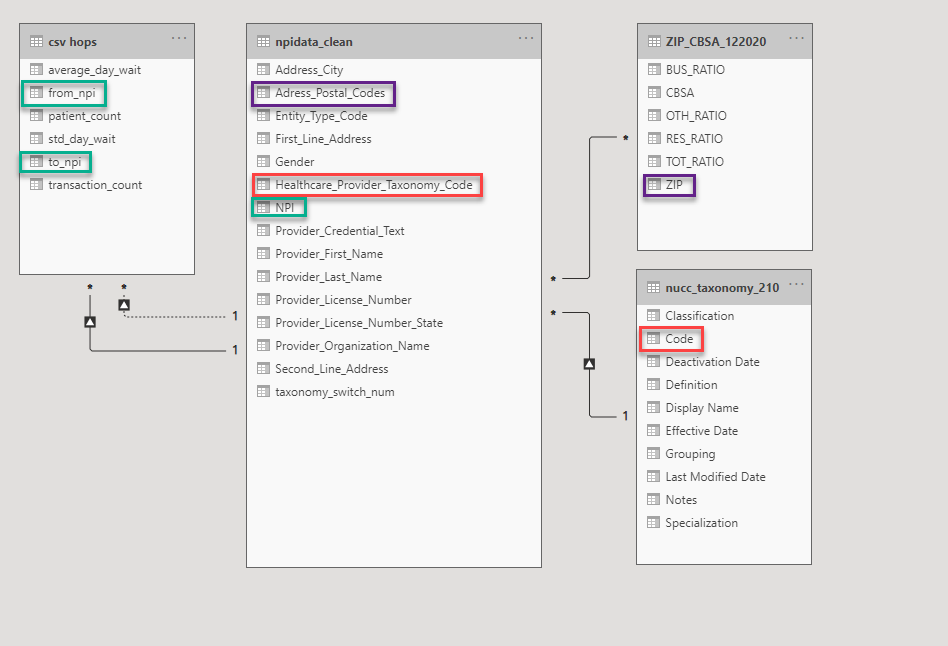 csv hops
...
average_day_wait
from_npi
patient_count
std_day_wait
to_npi
transaction_count
*
*
1
1
npidata_clean
...
Address_City
Adress_Postal_Codes
Entity_Type_Code
First_Line_Address
Gender
Healthcare_Provider_Taxonomy_Code
NPI
Provider_Credential_Text
Provider_First_Name
Provider_Last_Name
Provider_License_Number
Provider_License_Number_State
Provider_Organization_Name
Second_Line_Address
taxonomy_switch_num
*
*
*
1
ZIP_CBSA_122020
...
BUS_RATIO
CBSA
OTH_RATIO
RES_RATIO
TOT_RATIO
ZIP
nucc_taxonomy_210
...
Classification
Code
Deactivation Date
Definition
Display Name
Effective Date
Grouping
Last Modified Date
Notes
Specialization